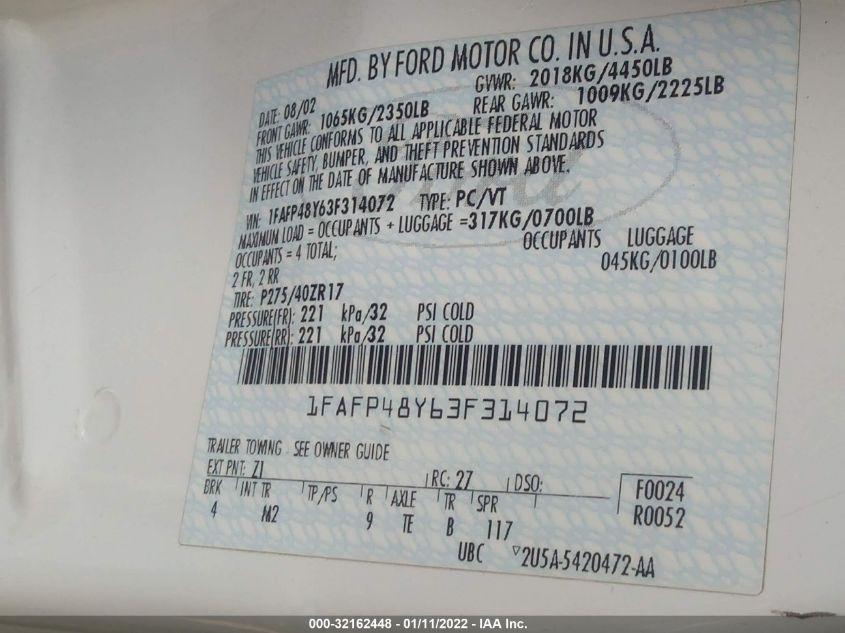 MFD. BY FORD MOTOR CO. IN U.S.A.
DATE: 08/02 GVWR: 2018KG/4450LB
FRONT GAWR: 1065KG/2350LB REAR GAWR: 1009KG/2225LB
THIS VEHICLE CONFORMS TO ALL APPLICABLE FEDERAL MOTOR
VEHICLE SAFETY, BUMPER, AND THEFT PREVENTION STANDARDS
IN EFFECT ON THE DATE OF MANUFACTURE SHOWN ABOVE.
VIN: 1FAFP48Y63F314072 TYPE: PC/VT
MAXIMUM LOAD = OCCUPANTS + LUGGAGE =317KG/0700LB
OCCUPANTS = 4 TOTAL; OCCUPANTS LUGGAGE
2 FR, 2 RR 045KG/0100LB
TIRE: P275/40ZR17
PRESSURE(FR): 221 kPa/32 PSI COLD
PRESSURE(RR): 221 kPa/32 PSI COLD
1FAFP48Y63F314072
TRAILER TOWING - SEE OWNER GUIDE
EXT PNT: Z1 RC: 27 DSO: F0024
BRK INT TR TP/PS R AXLE TR SPR R0052
4 M2 9 TE B 117
UBC ▽2U5A-5420472-AA
000-32162448 - 01/11/2022 - IAA Inc.